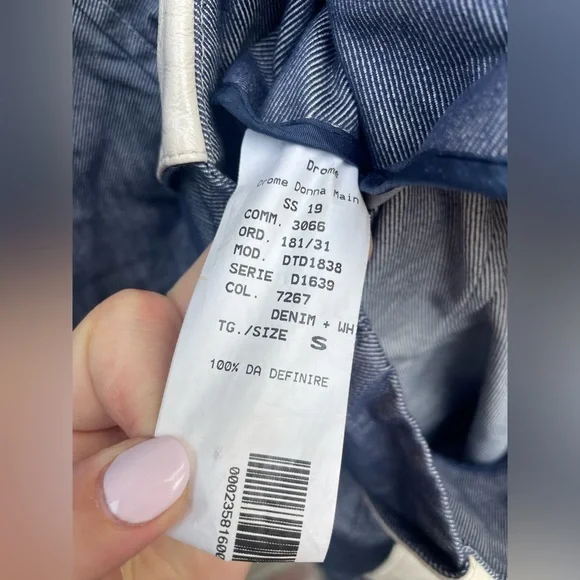 Drome
Drome Donna Main
SS 19
COMM. 3066
ORD. 181/31
MOD. DTD1838
SERIE D1639
COL. 7267
DENIM + WH
TG./SIZE S
100% DA DEFINIRE
00023581600